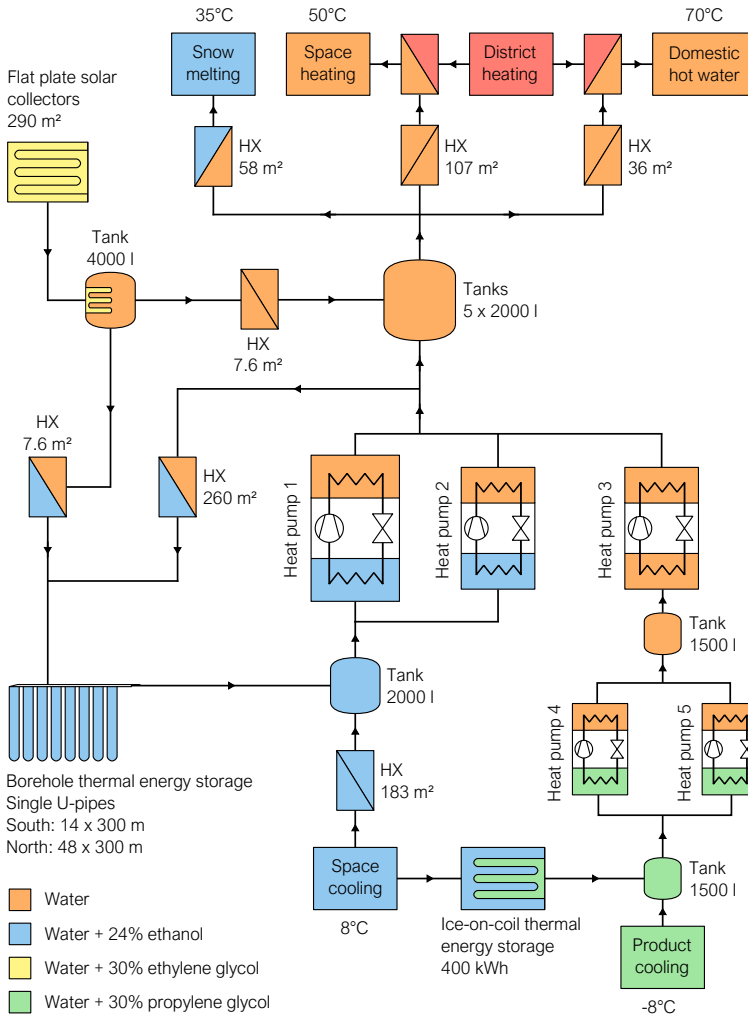 35°C
50°C
70°C
Snow
melting
Space
heating
District
heating
Domestic
hot water
Flat plate solar
collectors
290 m²
HX
58 m²
HX
107 m²
HX
36 m²
Tank
4000 l
Tanks
5 x 2000 l
HX
7.6 m²
HX
7.6 m²
HX
260 m²
Heat pump 1
Heat pump 2
Heat pump 3
Tank
1500 l
Tank
2000 l
Heat pump 4
Heat pump 5
Borehole thermal energy storage
Single U-pipes
South: 14 x 300 m
North: 48 x 300 m
HX
183 m²
Space
cooling
8°C
Ice-on-coil thermal
energy storage
400 kWh
Tank
1500 l
Product
cooling
-8°C
Water
Water + 24% ethanol
Water + 30% ethylene glycol
Water + 30% propylene glycol